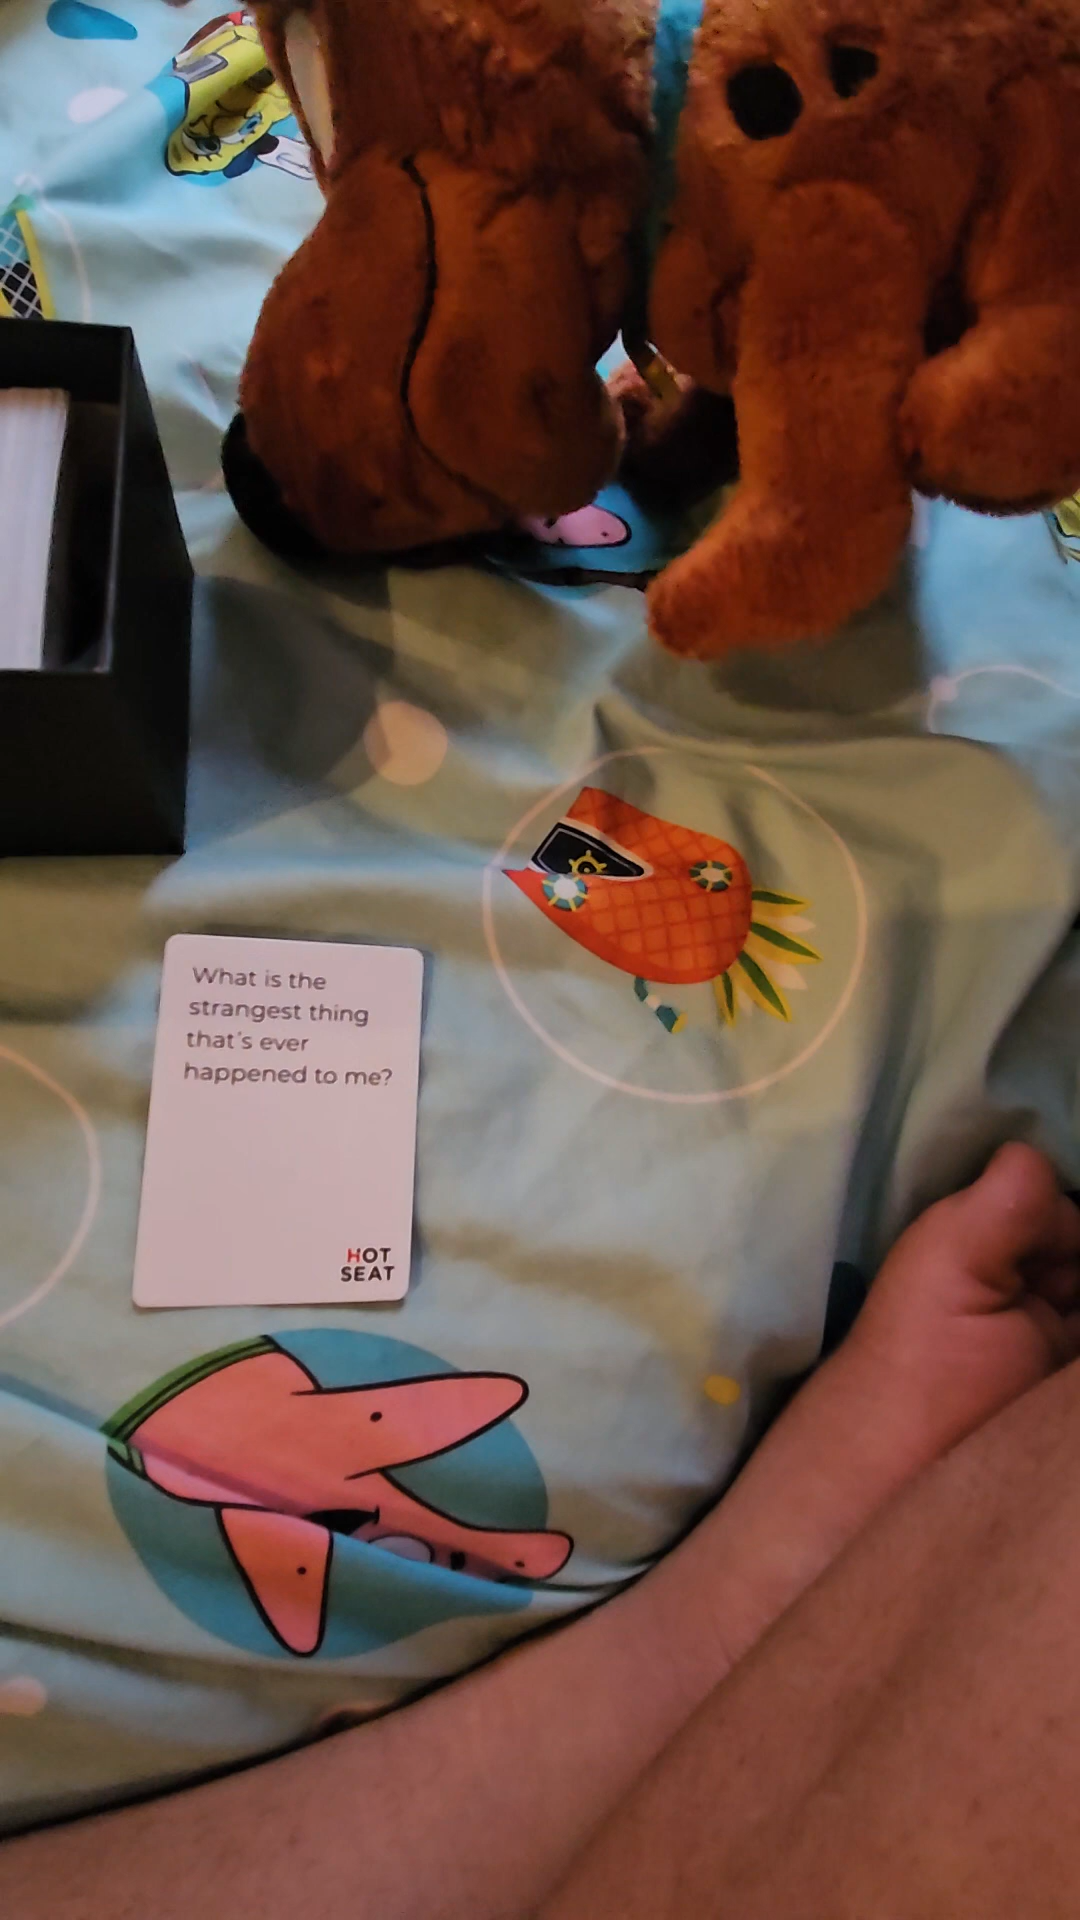 What is the
strangest thing
that's ever
happened to me?
HOT
SEAT